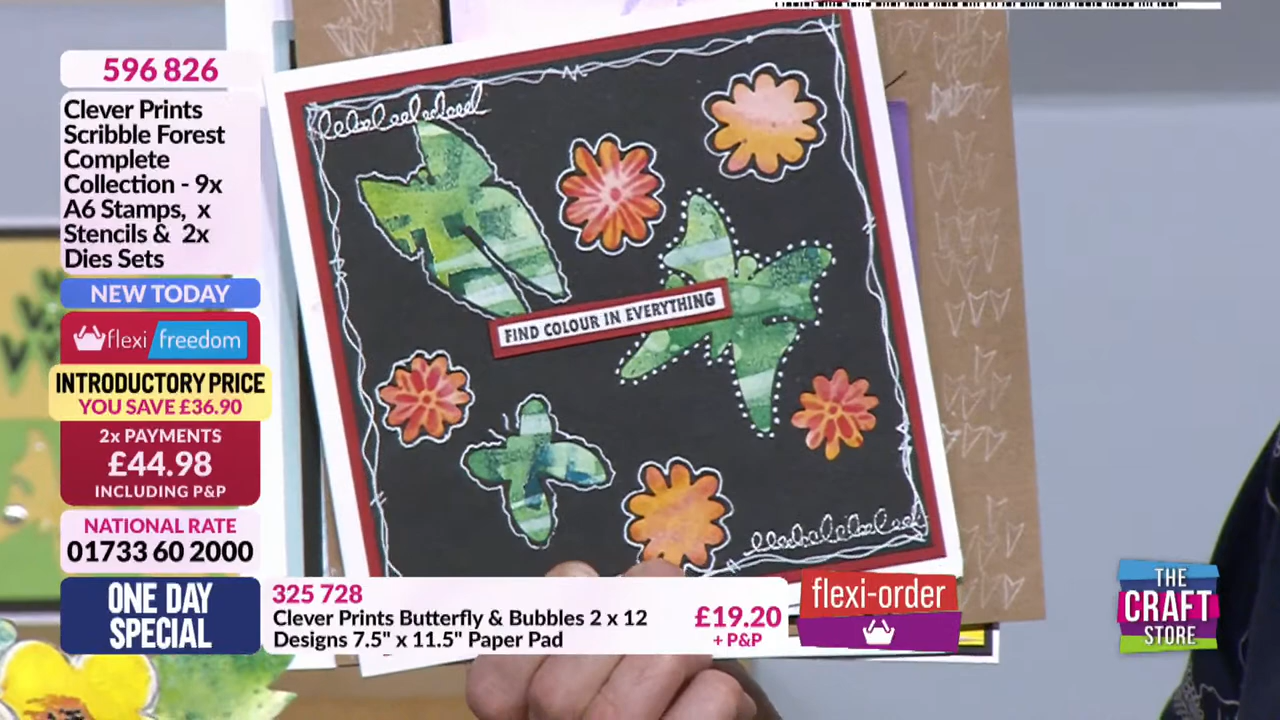 596 826
Clever Prints
Scribble Forest
Complete
Collection - 9x
A6 Stamps, x
Stencils & 2x
Dies Sets
NEW TODAY
flexi freedom
INTRODUCTORY PRICE
YOU SAVE £36.90
2x PAYMENTS
£44.98
INCLUDING P&P
NATIONAL RATE
01733 60 2000
ONE DAY
SPECIAL
FIND COLOUR IN EVERYTHING
325 728
Clever Prints Butterfly & Bubbles 2 x 12
Designs 7.5" x 11.5" Paper Pad
£19.20
+ P&P
flexi-order
THE
CRAFT
STORE